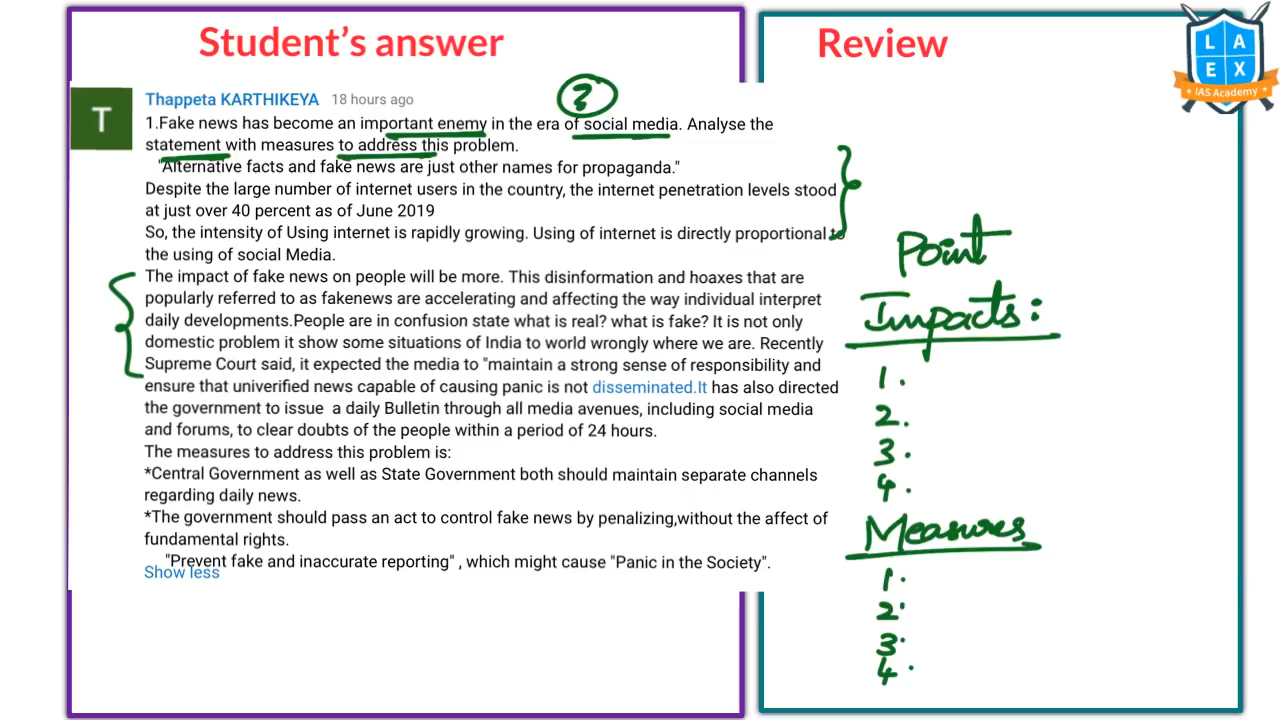 Student's answer
Review
L A
E X
IAS Academy
T
Thappeta KARTHIKEYA 18 hours ago
?
1.Fake news has become an important enemy in the era of social media. Analyse the
statement with measures to address this problem.
"Alternative facts and fake news are just other names for propaganda."
Despite the large number of internet users in the country, the internet penetration levels stood
at just over 40 percent as of June 2019
So, the intensity of Using internet is rapidly growing. Using of internet is directly proportional to
the using of social Media.
The impact of fake news on people will be more. This disinformation and hoaxes that are
popularly referred to as fakenews are accelerating and affecting the way individual interpret
daily developments.People are in confusion state what is real? what is fake? It is not only
domestic problem it show some situations of India to world wrongly where we are. Recently
Supreme Court said, it expected the media to "maintain a strong sense of responsibility and
ensure that univerified news capable of causing panic is not disseminated.It has also directed
the government to issue a daily Bulletin through all media avenues, including social media
and forums, to clear doubts of the people within a period of 24 hours.
The measures to address this problem is:
*Central Government as well as State Government both should maintain separate channels
regarding daily news.
*The government should pass an act to control fake news by penalizing,without the affect of
fundamental rights.
"Prevent fake and inaccurate reporting" , which might cause "Panic in the Society".
Show less
Point
Impacts:
1.
2.
3.
4.
Measures
1.
2.
3.
4.